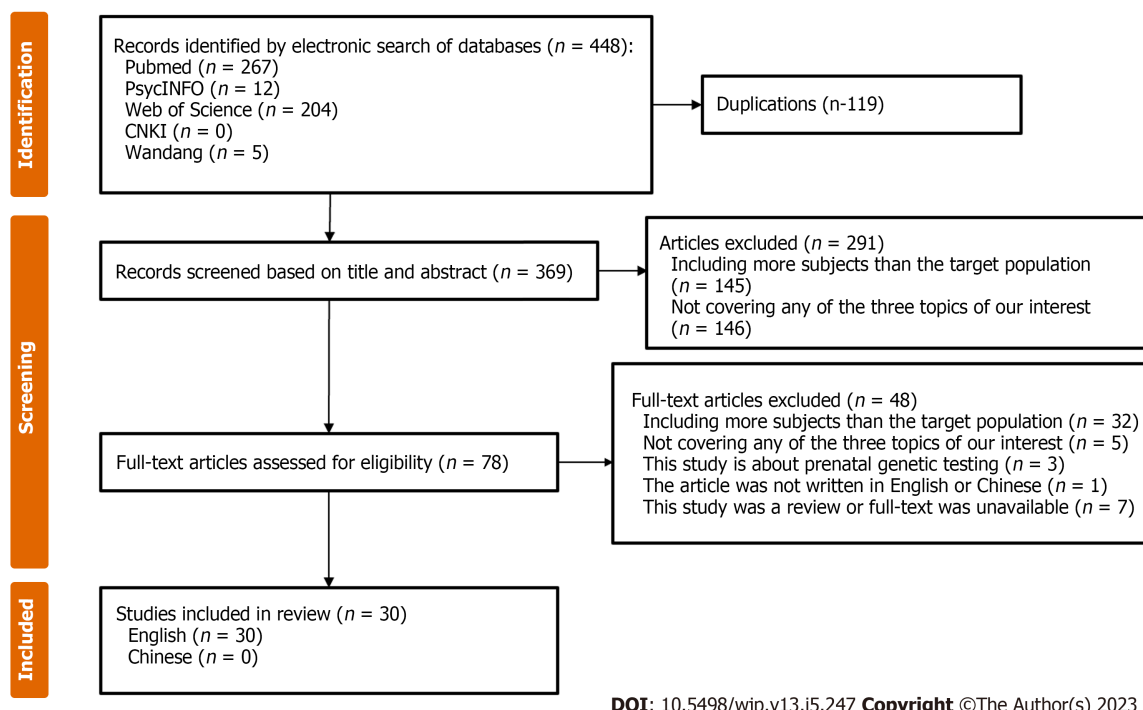 Identification
Records identified by electronic search of databases (n = 448):
Pubmed (n = 267)
PsycINFO (n = 12)
Web of Science (n = 204)
CNKI (n = 0)
Wandang (n = 5)
Duplications (n-119)
Screening
Records screened based on title and abstract (n = 369)
Articles excluded (n = 291)
Including more subjects than the target population
(n = 145)
Not covering any of the three topics of our interest
(n = 146)
Full-text articles assessed for eligibility (n = 78)
Full-text articles excluded (n = 48)
Including more subjects than the target population (n = 32)
Not covering any of the three topics of our interest (n = 5)
This study is about prenatal genetic testing (n = 3)
The article was not written in English or Chinese (n = 1)
This study was a review or full-text was unavailable (n = 7)
Included
Studies included in review (n = 30)
English (n = 30)
Chinese (n = 0)
DOI: 10.5498/wjp.v13.i5.247 Copyright ©The Author(s) 2023